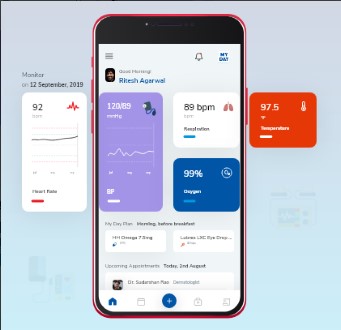 MY
DAY
Good Morning!
Ritesh Agarwal
Monitor
on 12 September, 2019
92
bpm
Heart Rate
120/89
mmHg
BP
89 bpm
Respiration
97.5
°F
Temperature
99%
Oxygen
My Day Plan Morning, before breakfast
HH Omega 7.5mg
Lubrex LNC Eye Drop...
Upcoming Appointments Today, 2nd August
Dr. Sudarshan Rao Dermatologist